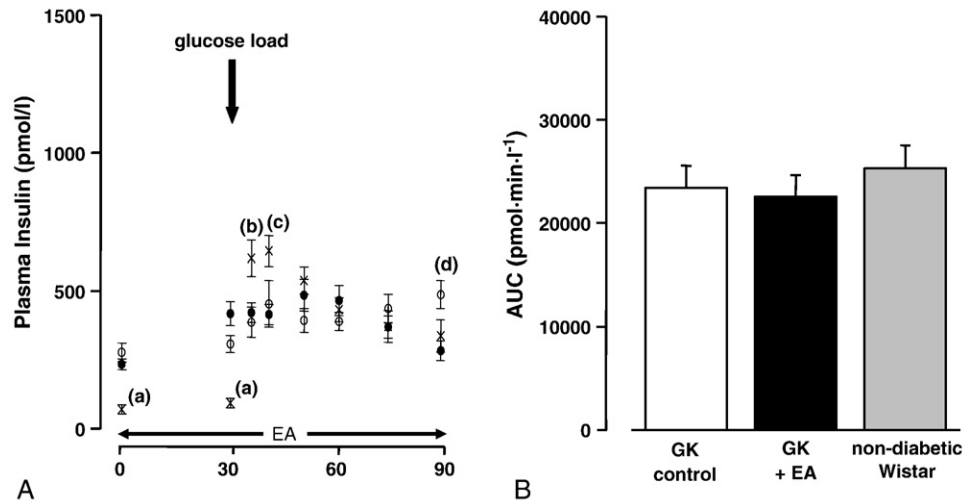 A
Plasma Insulin (pmol/l)
1500
1000
500
0
glucose load
(a)
(a)
(b)
(c)
(d)
EA
0
30
60
90
B
AUC (pmol·min·l⁻¹)
40000
30000
20000
10000
0
GK
control
GK
+ EA
non-diabetic
Wistar